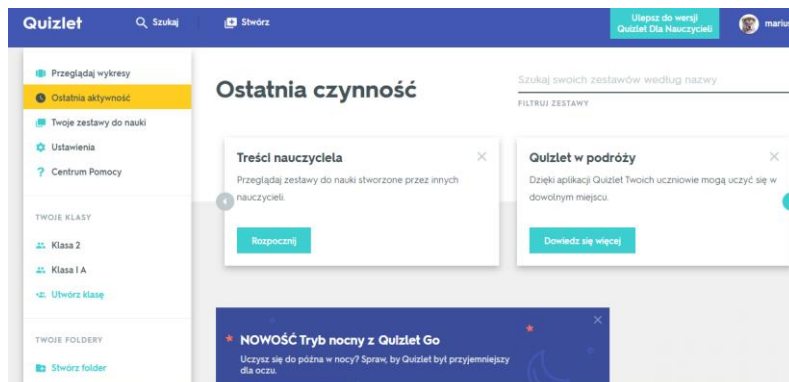 Quizlet
Szukaj
Stwórz
Ulepsz do wersji
Quizlet Dla Nauczycieli
mariu
Przeglądaj wykresy
Ostatnia aktywność
Twoje zestawy do nauki
Ustawienia
Centrum Pomocy
TWOJE KLASY
Klasa 2
Klasa I A
Utwórz klasę
TWOJE FOLDERY
Stwórz folder
Ostatnia czynność
Szukaj swoich zestawów według nazwy
FILTRUJ ZESTAWY
Treści nauczyciela
Przeglądaj zestawy do nauki stworzone przez innych
nauczycieli.
Rozpocznij
Quizlet w podróży
Dzięki aplikacji Quizlet Twoich uczniowie mogą uczyć się w
dowolnym miejscu.
Dowiedz się więcej
NOWOŚĆ Tryb nocny z Quizlet Go
Uczysz się do późna w nocy? Spraw, by Quizlet był przyjemniejszy
dla oczu.